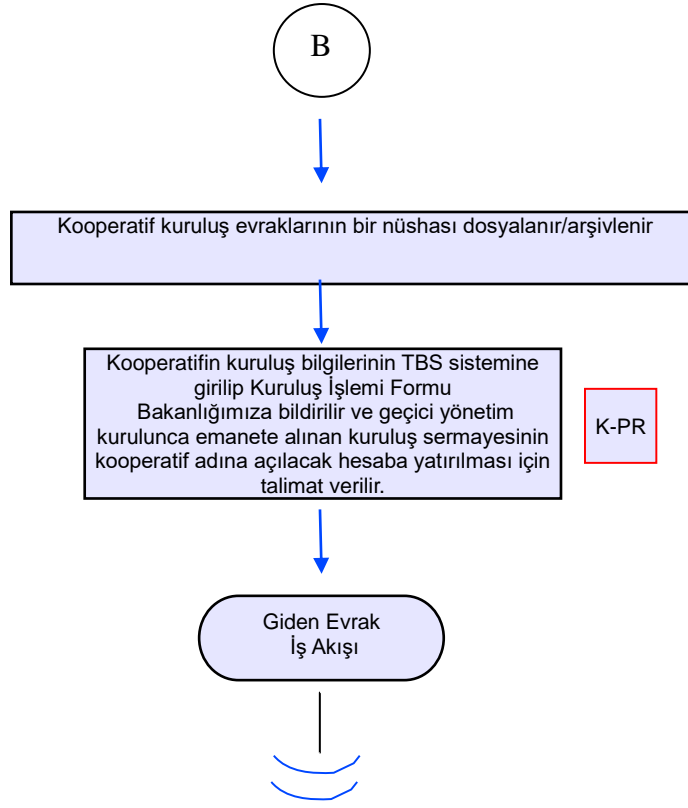 B
Kooperatif kuruluş evraklarının bir nüshası dosyalanır/arşivlenir
Kooperatifin kuruluş bilgilerinin TBS sistemine
girilip Kuruluş İşlemi Formu
Bakanlığımıza bildirilir ve geçici yönetim
kurulunca emanete alınan kuruluş sermayesinin
kooperatif adına açılacak hesaba yatırılması için
talimat verilir.
K-PR
Giden Evrak
İş Akışı